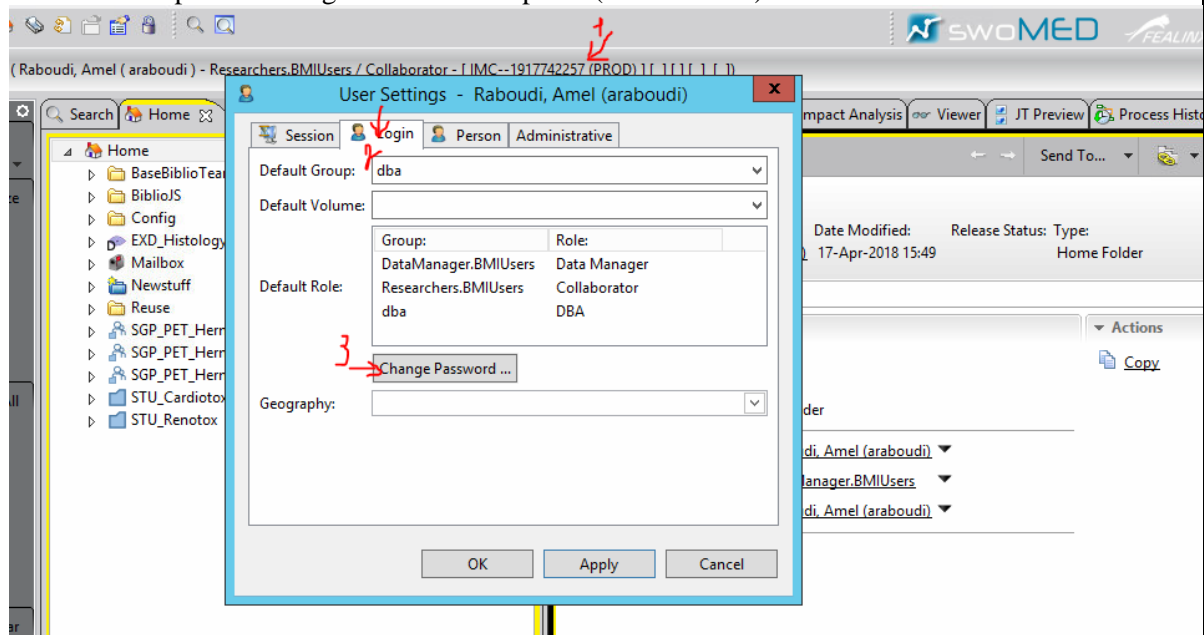 1
swoMED FEALINX
( Raboudi, Amel ( araboudi ) - Researchers.BMIUsers / Collaborator - [ IMC--1917742257 (PROD) ] [ ] [ ] [ ] [ ])
User Settings - Raboudi, Amel (araboudi) x
Search Home mpact Analysis Viewer JT Preview Process Histo
2
Session Login Person Administrative
Home
Default Group: dba
Send To...
BaseBiblioTea
BiblioJS
Default Volume:
Config
Date Modified: Release Status: Type:
EXD_Histology
Group: Role:
17-Apr-2018 15:49 Home Folder
Mailbox
DataManager.BMIUsers Data Manager
Newstuff
Default Role: Researchers.BMIUsers Collaborator
Reuse
dba DBA
SGP_PET_Herr
Actions
SGP_PET_Herr
3
Change Password ...
Copy
SGP_PET_Herr
STU_Cardiotox
Geography:
der
STU_Renotox
di, Amel (araboudi)
anager.BMIUsers
di, Amel (araboudi)
OK Apply Cancel